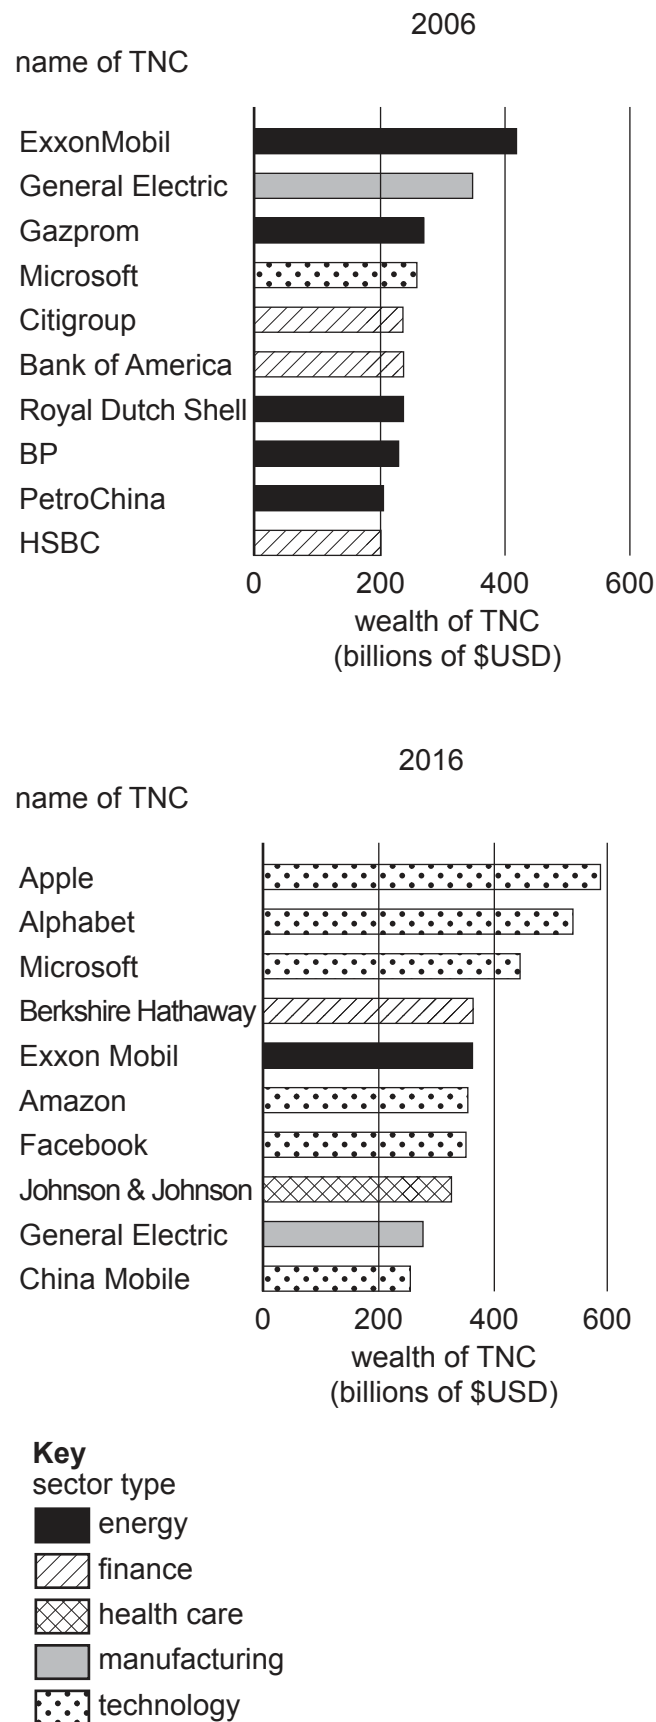 2006
name of TNC
ExxonMobil
General Electric
Gazprom
Microsoft
Citigroup
Bank of America
Royal Dutch Shell
BP
PetroChina
HSBC
0 200 400 600
wealth of TNC
(billions of $USD)
2016
name of TNC
Apple
Alphabet
Microsoft
Berkshire Hathaway
Exxon Mobil
Amazon
Facebook
Johnson & Johnson
General Electric
China Mobile
0 200 400 600
wealth of TNC
(billions of $USD)
Key
sector type
energy
finance
health care
manufacturing
technology